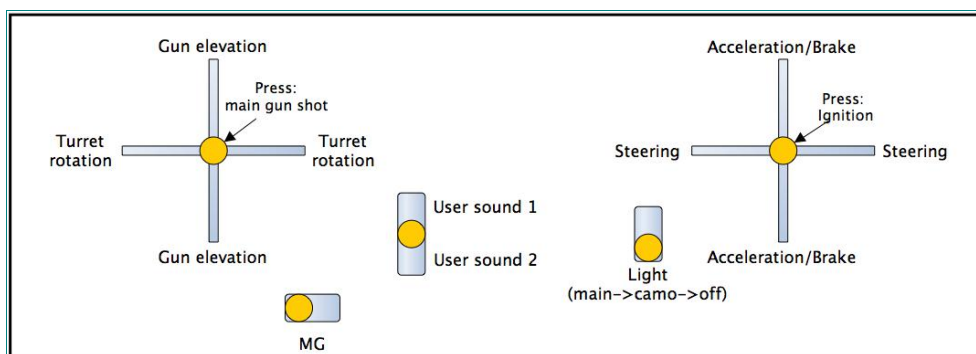 Gun elevation
Press:
main gun shot
Turret
rotation
Turret
rotation
Gun elevation
MG
User sound 1
User sound 2
Acceleration/Brake
Press:
Ignition
Steering
Steering
Acceleration/Brake
Light
(main->camo->off)